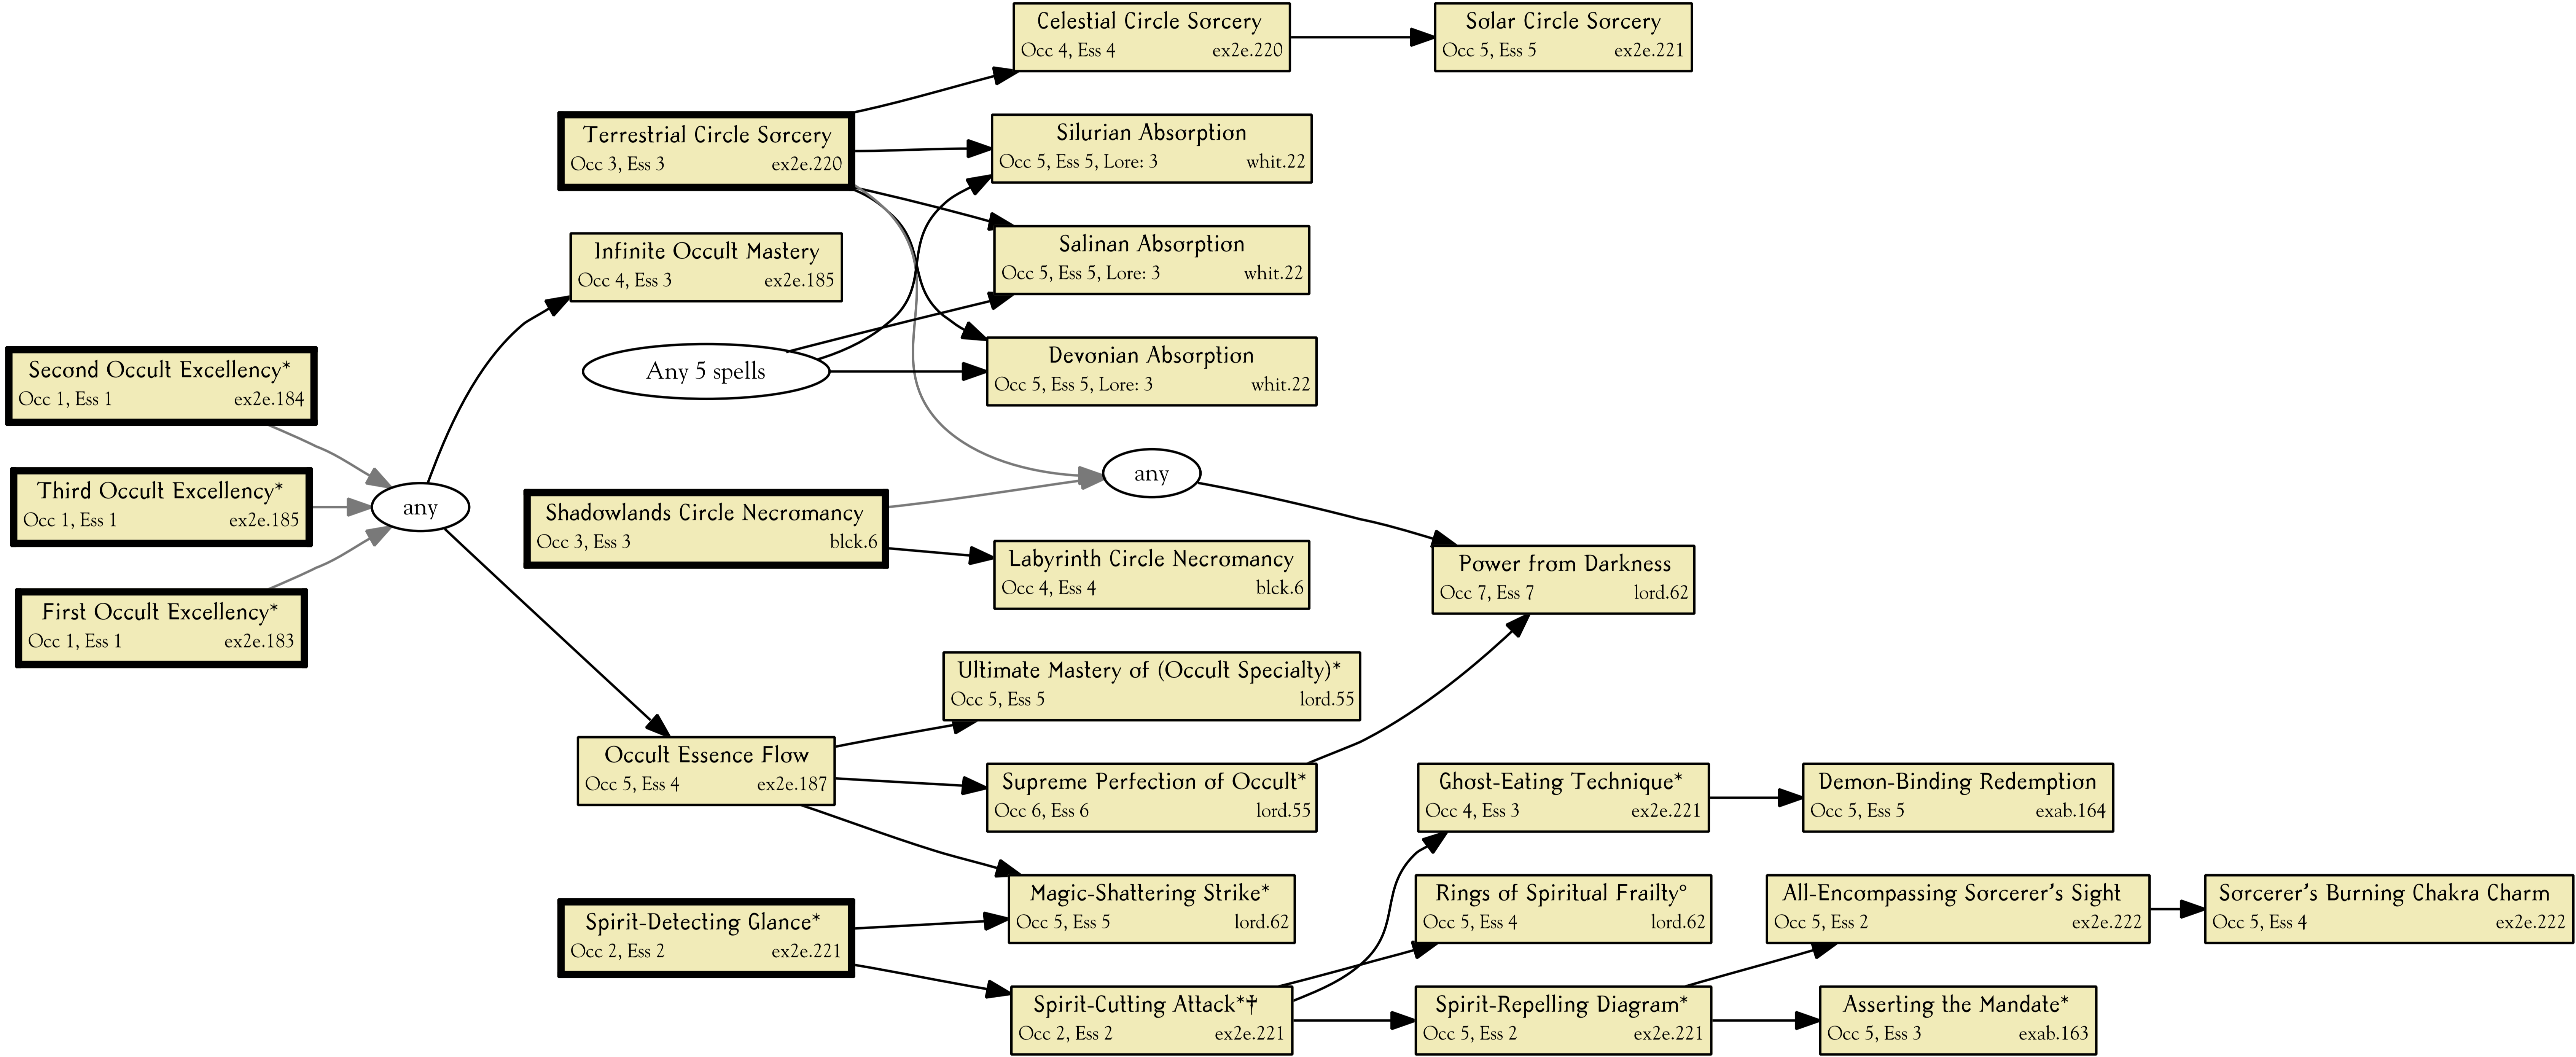 Celestial Circle Sorcery
Occ 4, Ess 4 ex2e.220
Solar Circle Sorcery
Occ 5, Ess 5 ex2e.221
Terrestrial Circle Sorcery
Occ 3, Ess 3 ex2e.220
Silurian Absorption
Occ 5, Ess 5, Lore: 3 whit.22
Infinite Occult Mastery
Occ 4, Ess 3 ex2e.185
Salinan Absorption
Occ 5, Ess 5, Lore: 3 whit.22
Any 5 spells
Devonian Absorption
Occ 5, Ess 5, Lore: 3 whit.22
Second Occult Excellency*
Occ 1, Ess 1 ex2e.184
Third Occult Excellency*
Occ 1, Ess 1 ex2e.185
First Occult Excellency*
Occ 1, Ess 1 ex2e.183
any
any
Shadowlands Circle Necromancy
Occ 3, Ess 3 blck.6
Labyrinth Circle Necromancy
Occ 4, Ess 4 blck.6
Power from Darkness
Occ 7, Ess 7 lord.62
Ultimate Mastery of (Occult Specialty)*
Occ 5, Ess 5 lord.55
Occult Essence Flow
Occ 5, Ess 4 ex2e.187
Supreme Perfection of Occult*
Occ 6, Ess 6 lord.55
Ghost-Eating Technique*
Occ 4, Ess 3 ex2e.221
Demon-Binding Redemption
Occ 5, Ess 5 exab.164
Magic-Shattering Strike*
Occ 5, Ess 5 lord.62
Rings of Spiritual Frailty°
Occ 5, Ess 4 lord.62
All-Encompassing Sorcerer's Sight
Occ 5, Ess 2 ex2e.222
Sorcerer's Burning Chakra Charm
Occ 5, Ess 4 ex2e.222
Spirit-Detecting Glance*
Occ 2, Ess 2 ex2e.221
Spirit-Cutting Attack*†
Occ 2, Ess 2 ex2e.221
Spirit-Repelling Diagram*
Occ 5, Ess 2 ex2e.221
Asserting the Mandate*
Occ 5, Ess 3 exab.163